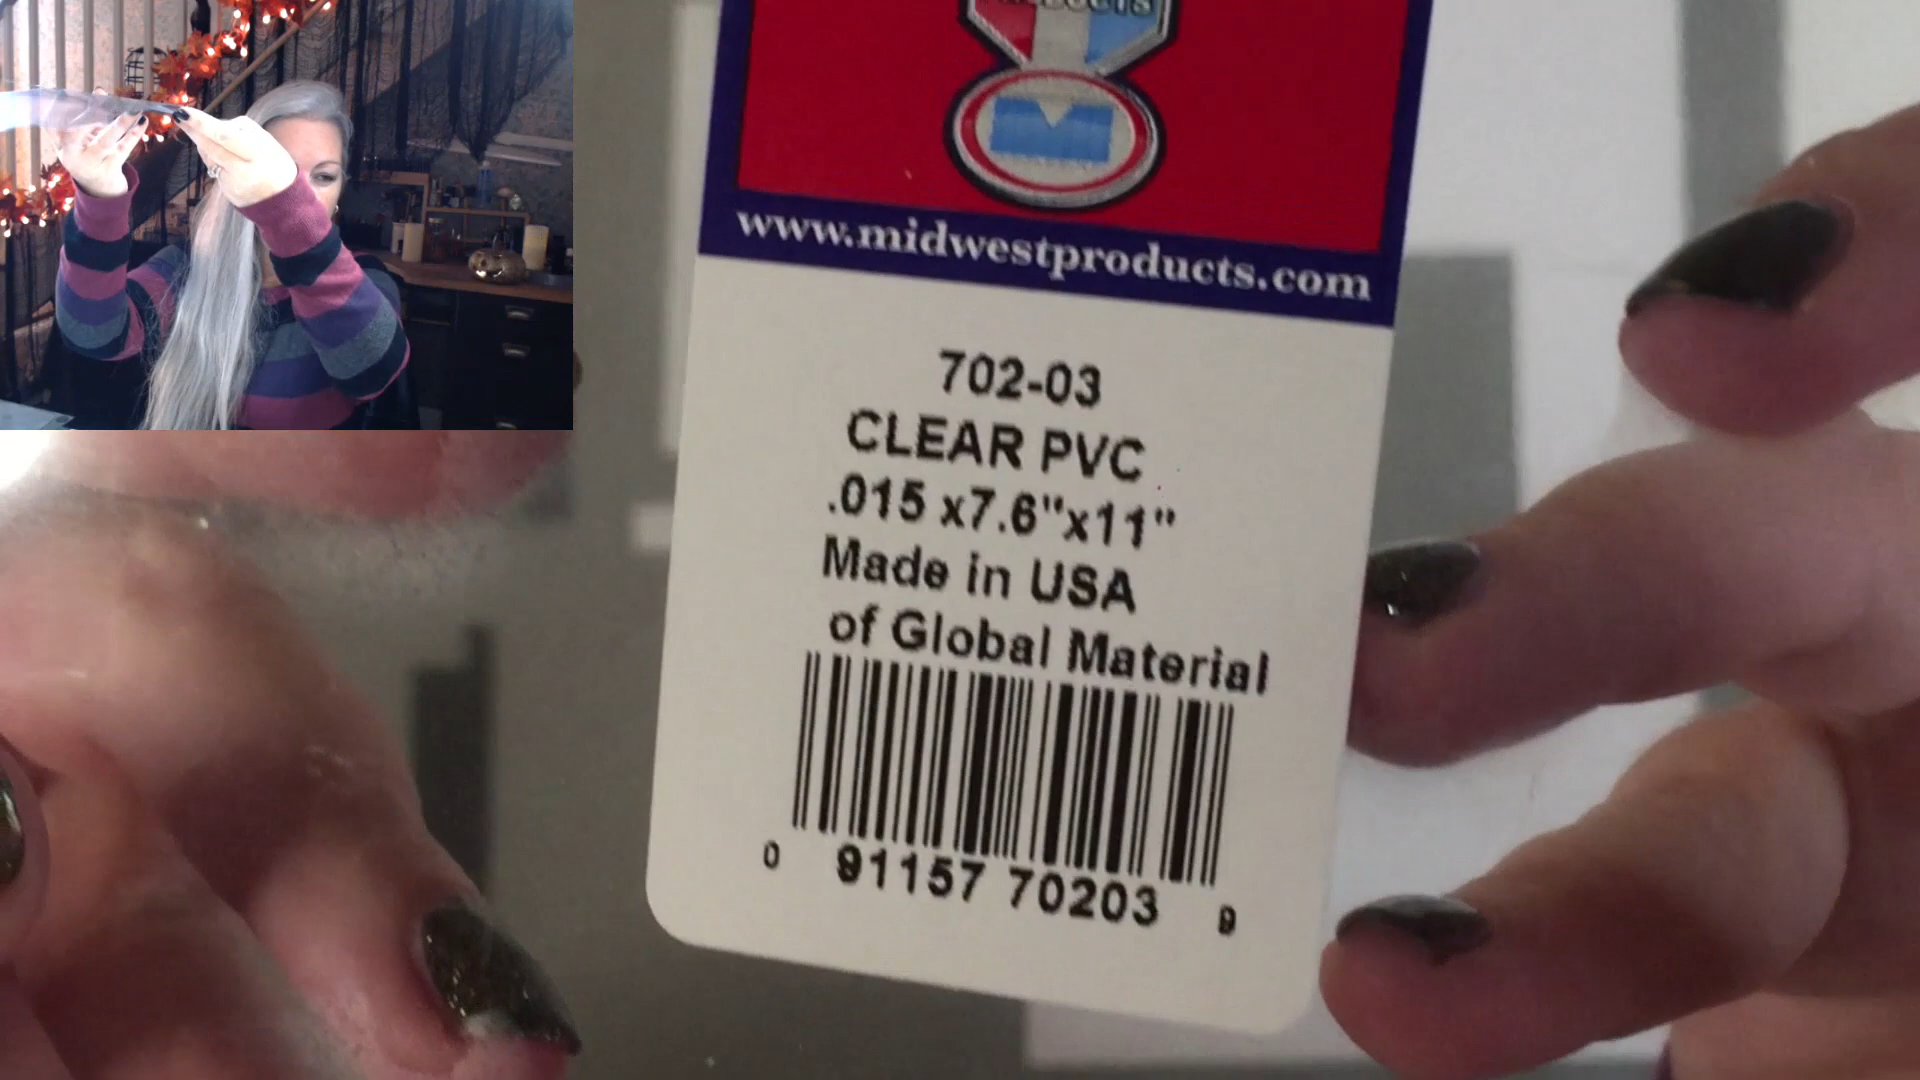 PRODUCTS
M
www.midwestproducts.com
702-03
CLEAR PVC
.015 x7.6"x11"
Made in USA
of Global Material
0 91157 70203 9